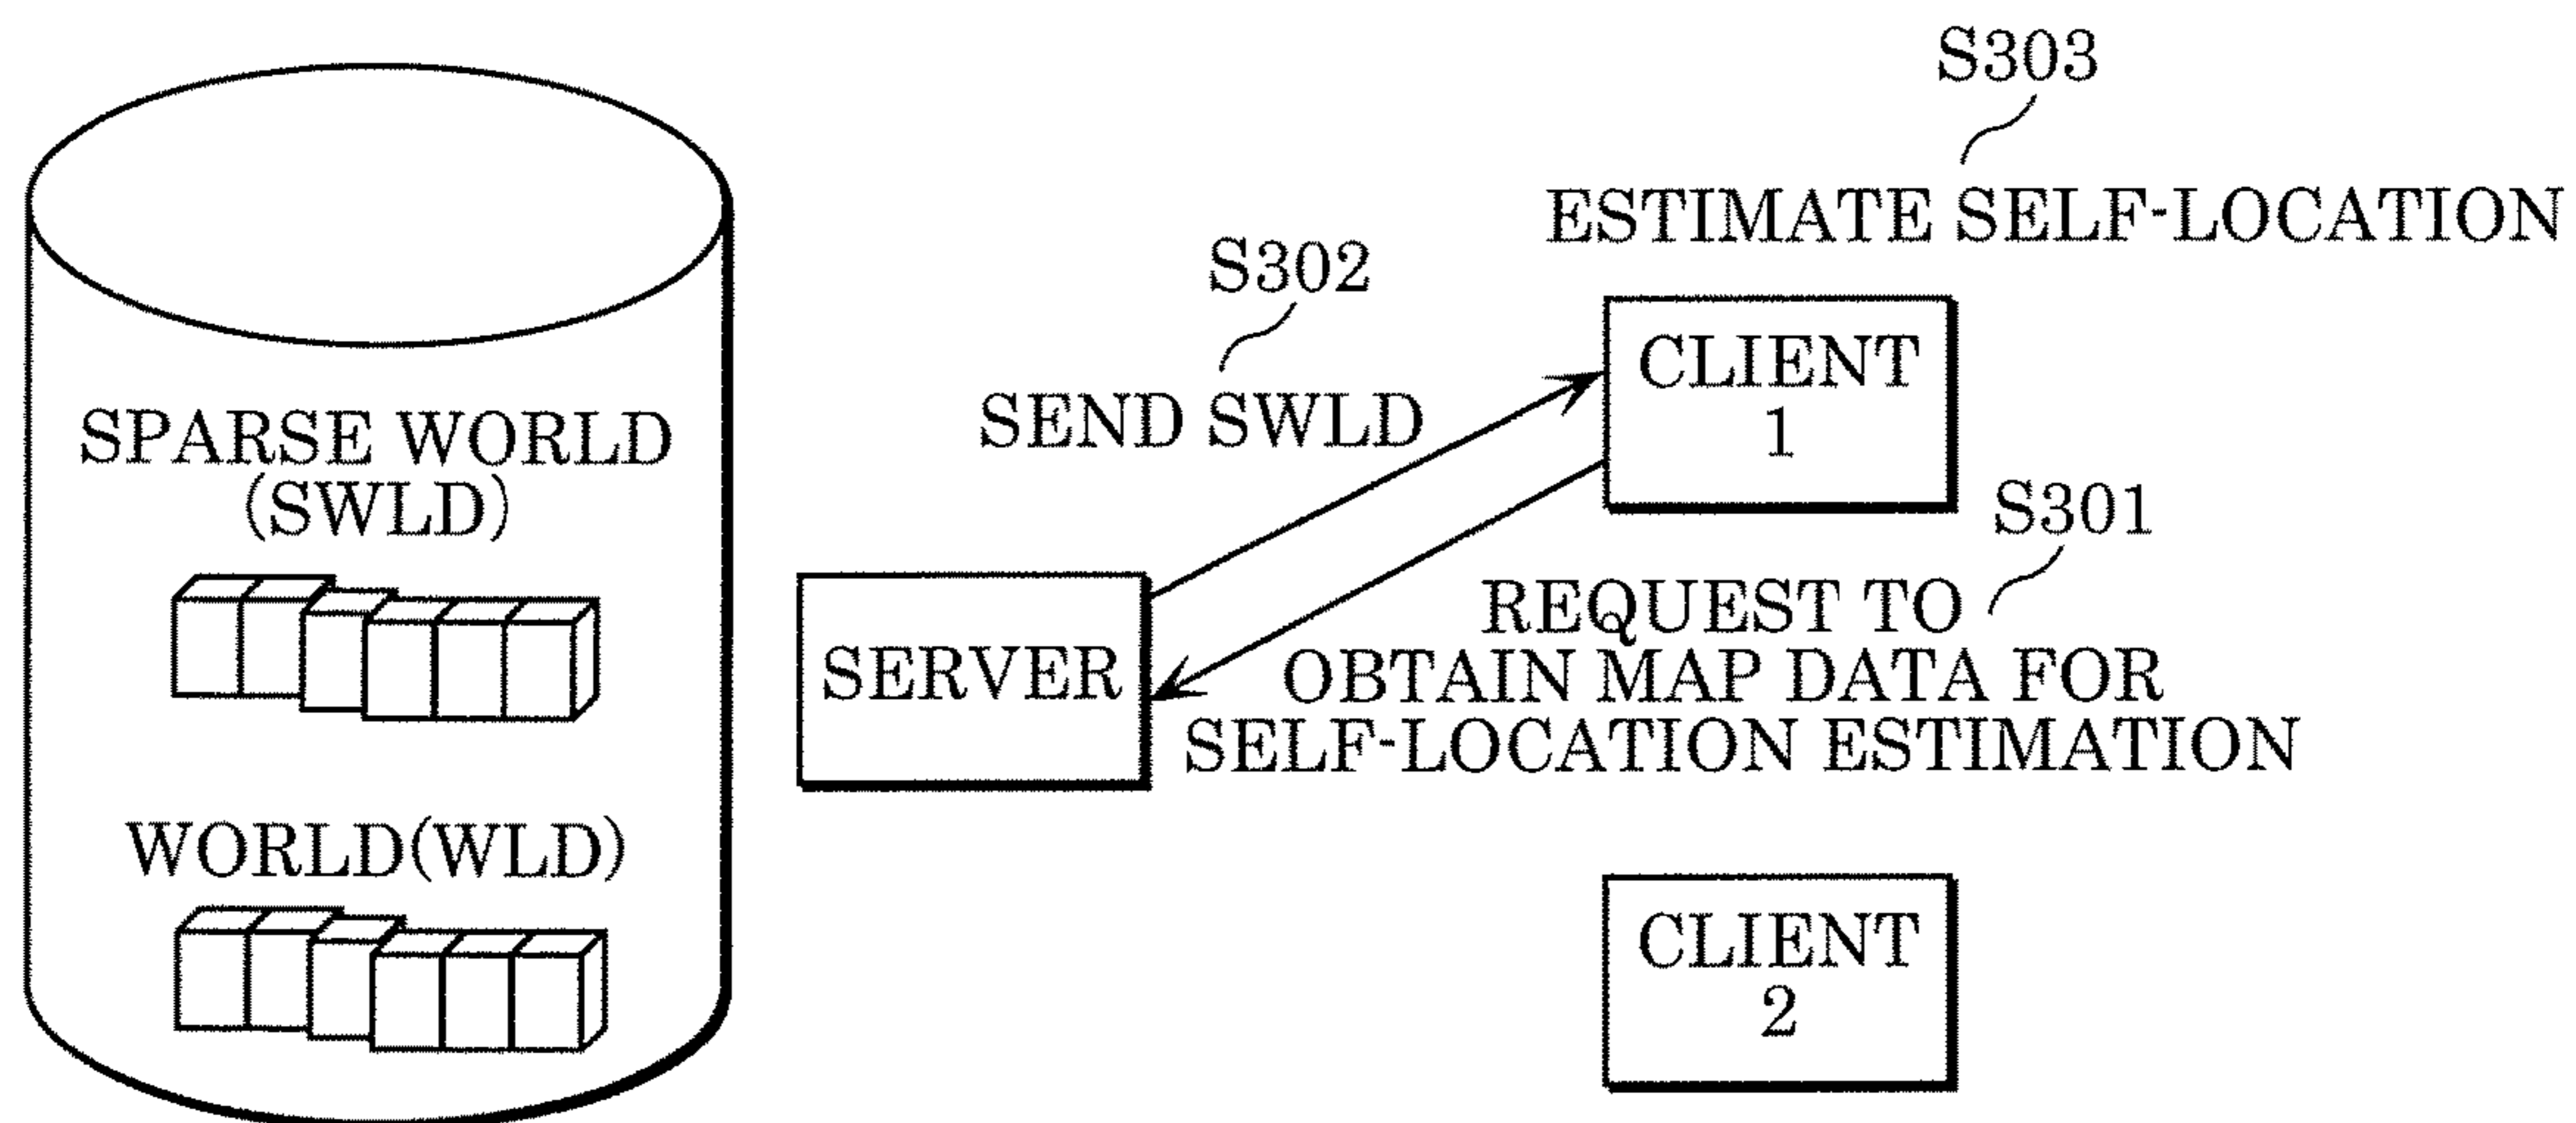 S303
ESTIMATE SELF-LOCATION
S302
SEND SWLD
CLIENT
1
SPARSE WORLD
(SWLD)
S301
REQUEST TO
OBTAIN MAP DATA FOR
SELF-LOCATION ESTIMATION
SERVER
WORLD(WLD)
CLIENT
2